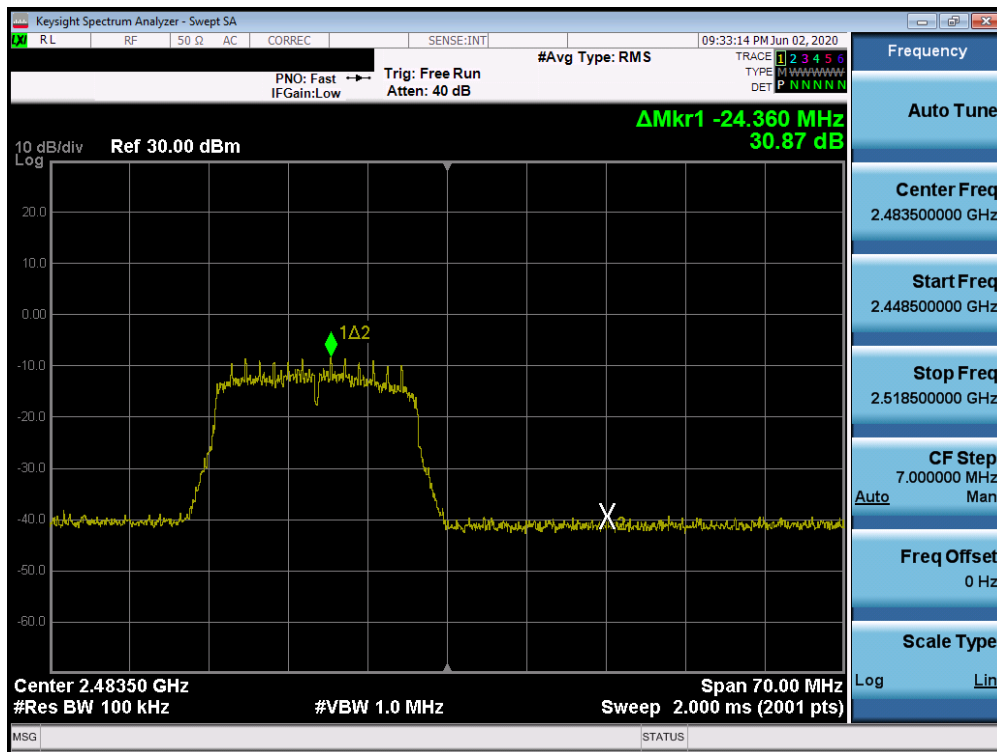 Keysight Spectrum Analyzer - Swept SA
LXI RL RF 50 Ω AC CORREC SENSE:INT 09:33:14 PM Jun 02, 2020
PNO: Fast
IFGain:Low
Trig: Free Run
Atten: 40 dB
#Avg Type: RMS
TRACE 1 2 3 4 5 6
TYPE M WWWWW
DET P N N N N N
ΔMkr1 -24.360 MHz
30.87 dB
10 dB/div Ref 30.00 dBm
Log
20.0
10.0
0.00
1Δ2
-10.0
-20.0
-30.0
-40.0
X2
-50.0
-60.0
Center 2.48350 GHz Span 70.00 MHz
#Res BW 100 kHz #VBW 1.0 MHz Sweep 2.000 ms (2001 pts)
MSG STATUS
Frequency
Auto Tune
Center Freq
2.483500000 GHz
Start Freq
2.448500000 GHz
Stop Freq
2.518500000 GHz
CF Step
7.000000 MHz
Auto Man
Freq Offset
0 Hz
Scale Type
Log Lin